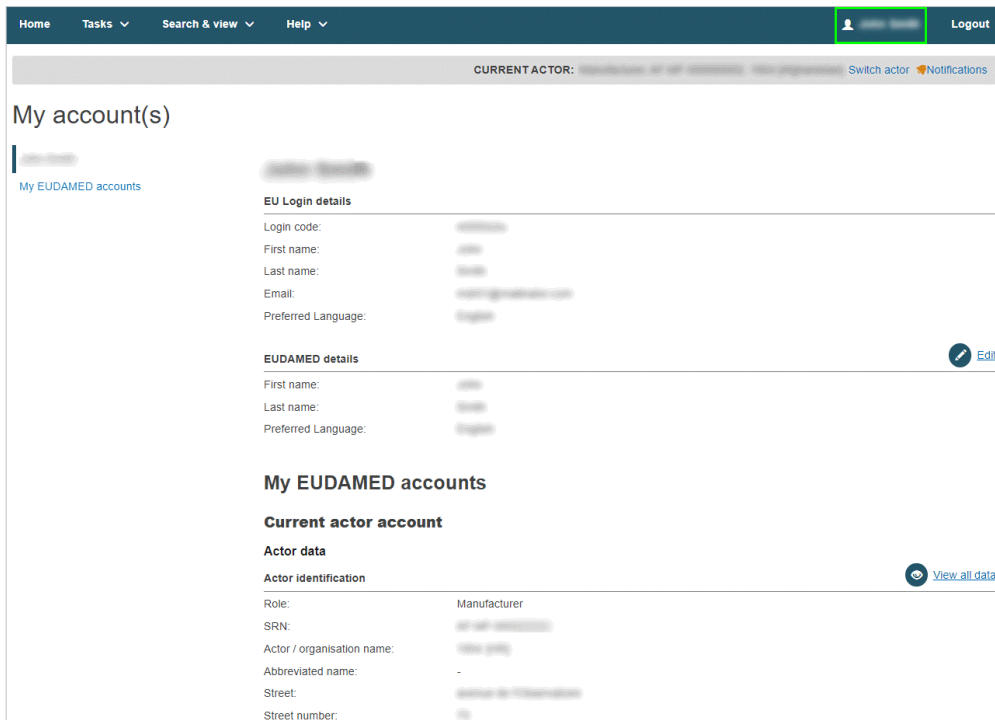 Home Tasks Search & view Help Logout
CURRENT ACTOR: Switch actor Notifications
My account(s)
My EUDAMED accounts
EU Login details
Login code:
First name:
Last name:
Email:
Preferred Language:
EUDAMED details Edit
First name:
Last name:
Preferred Language:
My EUDAMED accounts
Current actor account
Actor data
Actor identification View all data
Role: Manufacturer
SRN:
Actor / organisation name:
Abbreviated name: -
Street:
Street number: